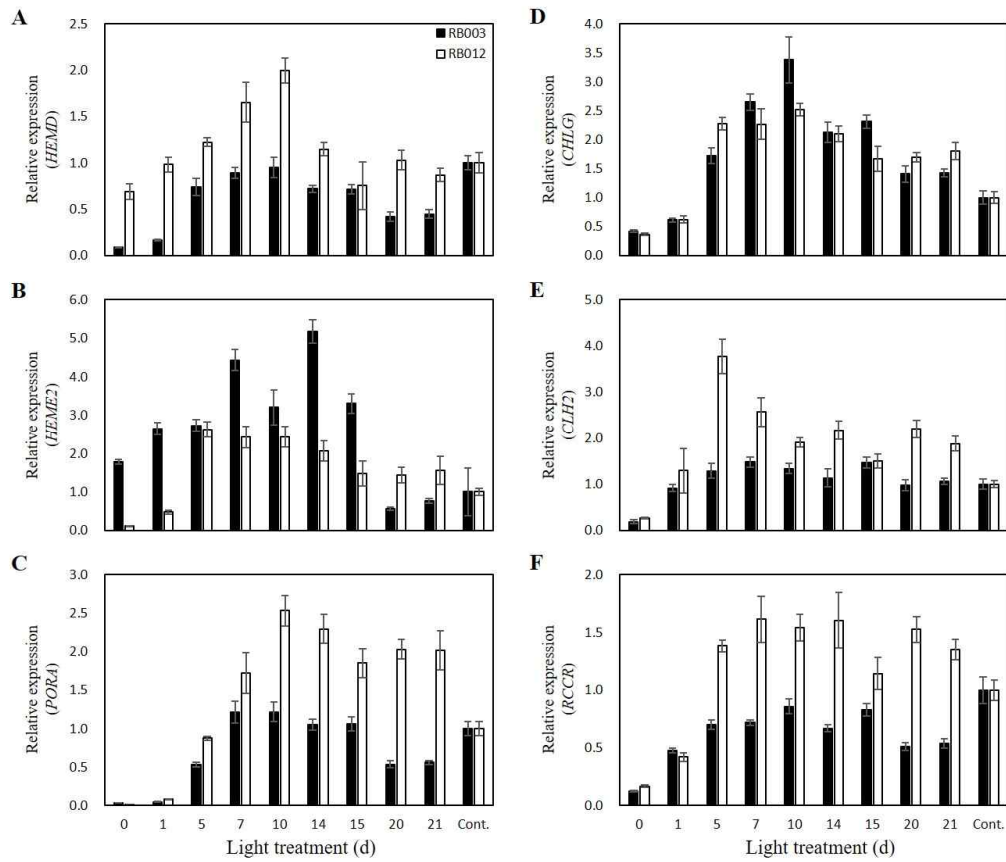 A
Relative expression
(HEMD)
2.5
2.0
1.5
1.0
0.5
0.0
RB003
RB012
B
Relative expression
(HEME2)
6.0
5.0
4.0
3.0
2.0
1.0
0.0
C
Relative expression
(PORA)
3.0
2.5
2.0
1.5
1.0
0.5
0.0
0 1 5 7 10 14 15 20 21 Cont.
Light treatment (d)
D
Relative expression
(CHLG)
4.0
3.5
3.0
2.5
2.0
1.5
1.0
0.5
0.0
E
Relative expression
(CLH2)
5.0
4.0
3.0
2.0
1.0
0.0
F
Relative expression
(RCCR)
2.0
1.5
1.0
0.5
0.0
0 1 5 7 10 14 15 20 21 Cont.
Light treatment (d)